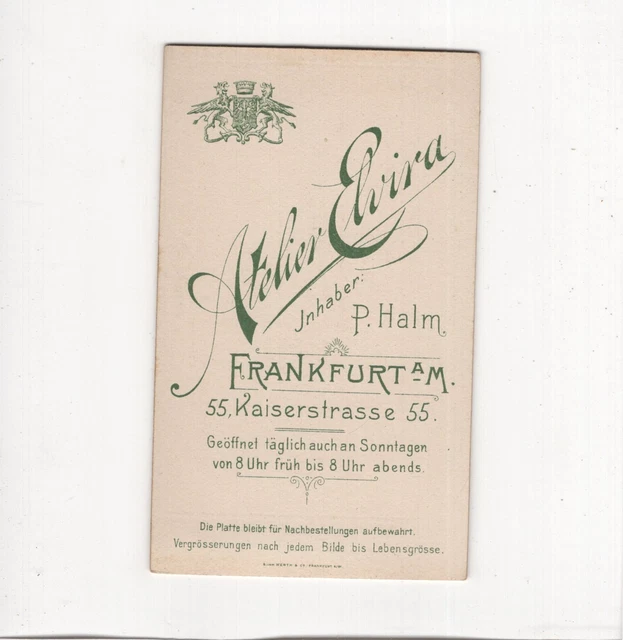 Atelier Elvira
Inhaber:
P. Halm.
FRANKFURT A-M.
55, Kaiserstrasse 55.
Geöffnet täglich auch an Sonntagen
von 8 Uhr früh bis 8 Uhr abends.
Die Platte bleibt für Nachbestellungen aufbewahrt.
Vergrösserungen nach jedem Bilde bis Lebensgrösse.